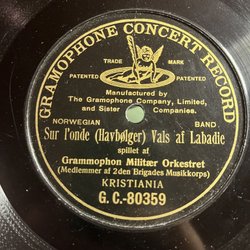 GRAMOPHONE CONCERT RECORD
TRADE MARK
PATENTED PATENTED
Manufactured by
The Gramophone Company, Limited,
and Sister Companies.
NORWEGIAN BAND
Sur l'onde (Havbølger) Vals af Labadie
spillet af
Grammophon Militær Orkestret
(Medlemmer af 2den Brigades Musikkorps)
KRISTIANIA
G.C.-80359